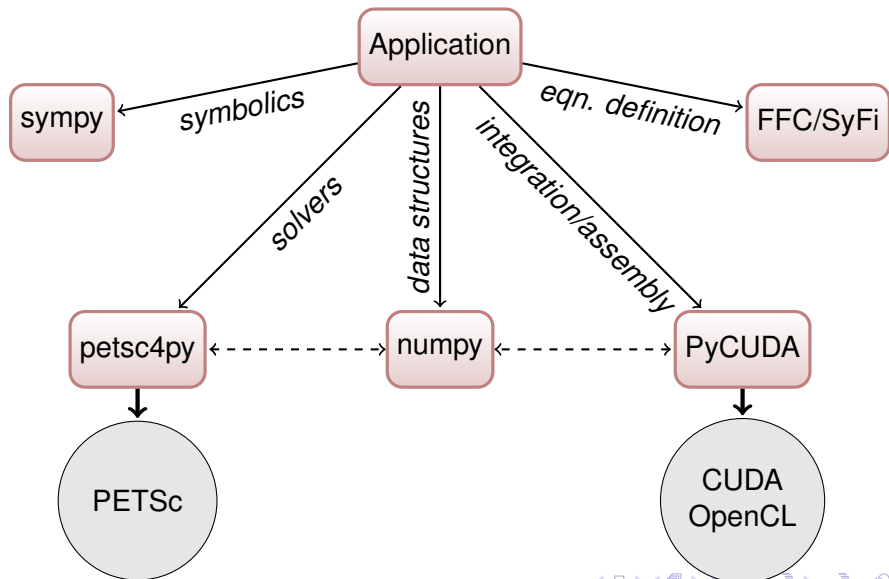 Application
sympy
symbolics
eqn. definition
FFC/SyFi
solvers
data structures
integration/assembly
petsc4py
numpy
PyCUDA
PETSc
CUDA
OpenCL